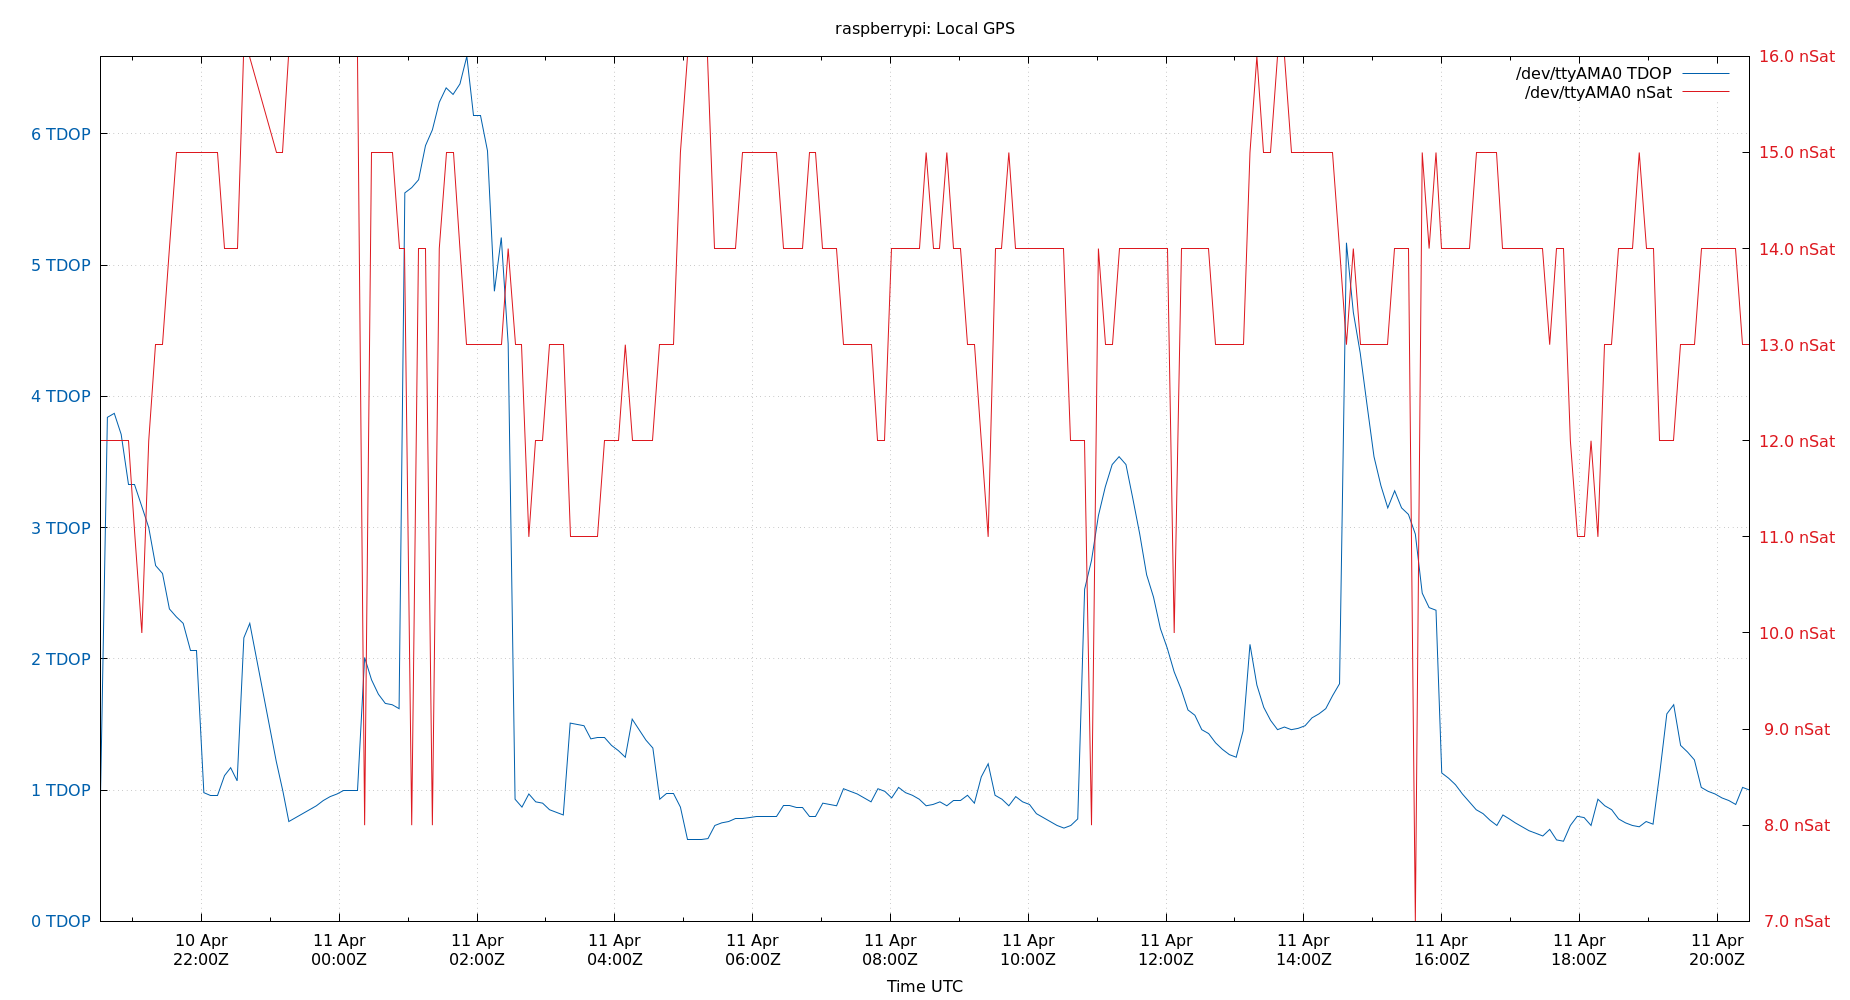 raspberrypi: Local GPS
/dev/ttyAMA0 TDOP
/dev/ttyAMA0 nSat
6 TDOP
5 TDOP
4 TDOP
3 TDOP
2 TDOP
1 TDOP
0 TDOP
16.0 nSat
15.0 nSat
14.0 nSat
13.0 nSat
12.0 nSat
11.0 nSat
10.0 nSat
9.0 nSat
8.0 nSat
7.0 nSat
10 Apr
22:00Z
11 Apr
00:00Z
11 Apr
02:00Z
11 Apr
04:00Z
11 Apr
06:00Z
11 Apr
08:00Z
11 Apr
10:00Z
11 Apr
12:00Z
11 Apr
14:00Z
11 Apr
16:00Z
11 Apr
18:00Z
11 Apr
20:00Z
Time UTC